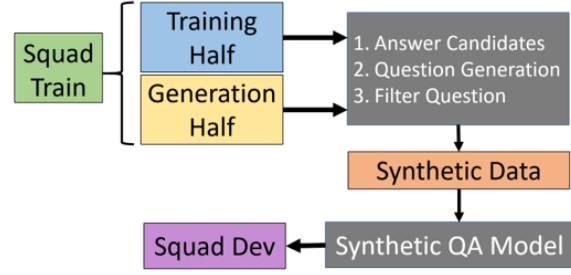 Squad
Train
Training
Half
Generation
Half
1. Answer Candidates
2. Question Generation
3. Filter Question
Synthetic Data
Synthetic QA Model
Squad Dev